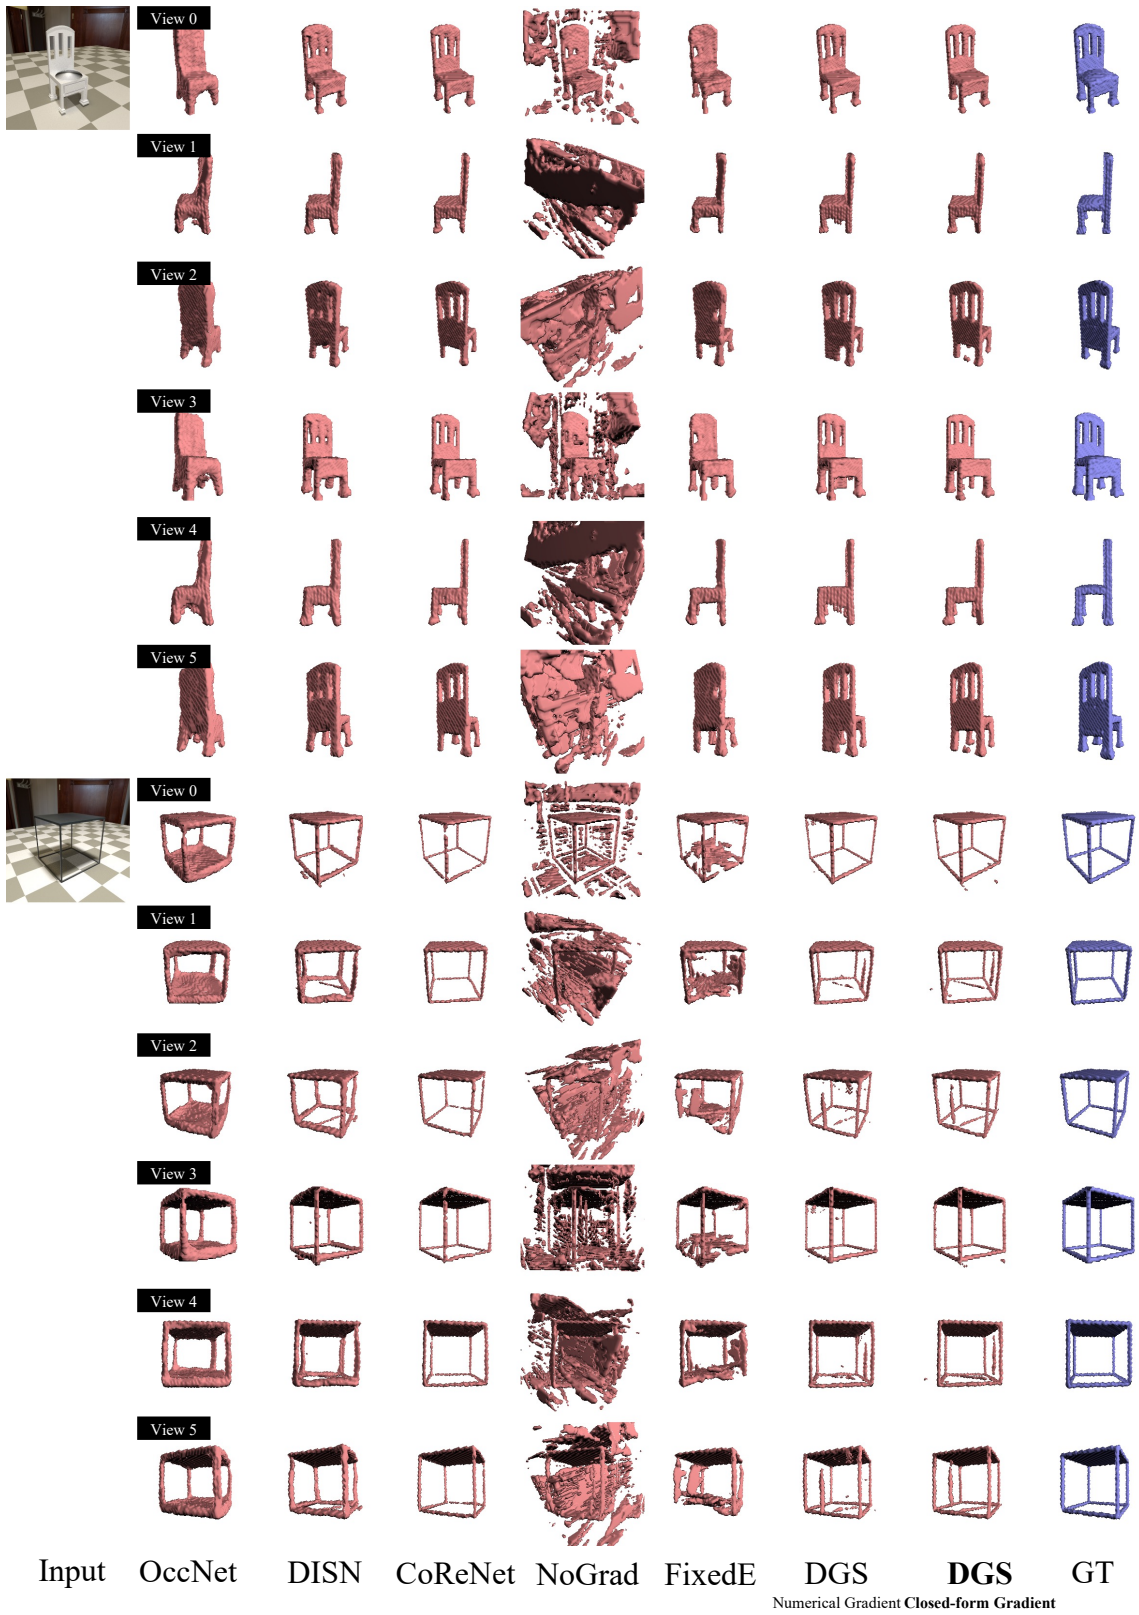 View 0
View 1
View 2
View 3
View 4
View 5
View 0
View 1
View 2
View 3
View 4
View 5
Input OccNet DISN CoReNet NoGrad FixedE DGS DGS GT
Numerical Gradient Closed-form Gradient